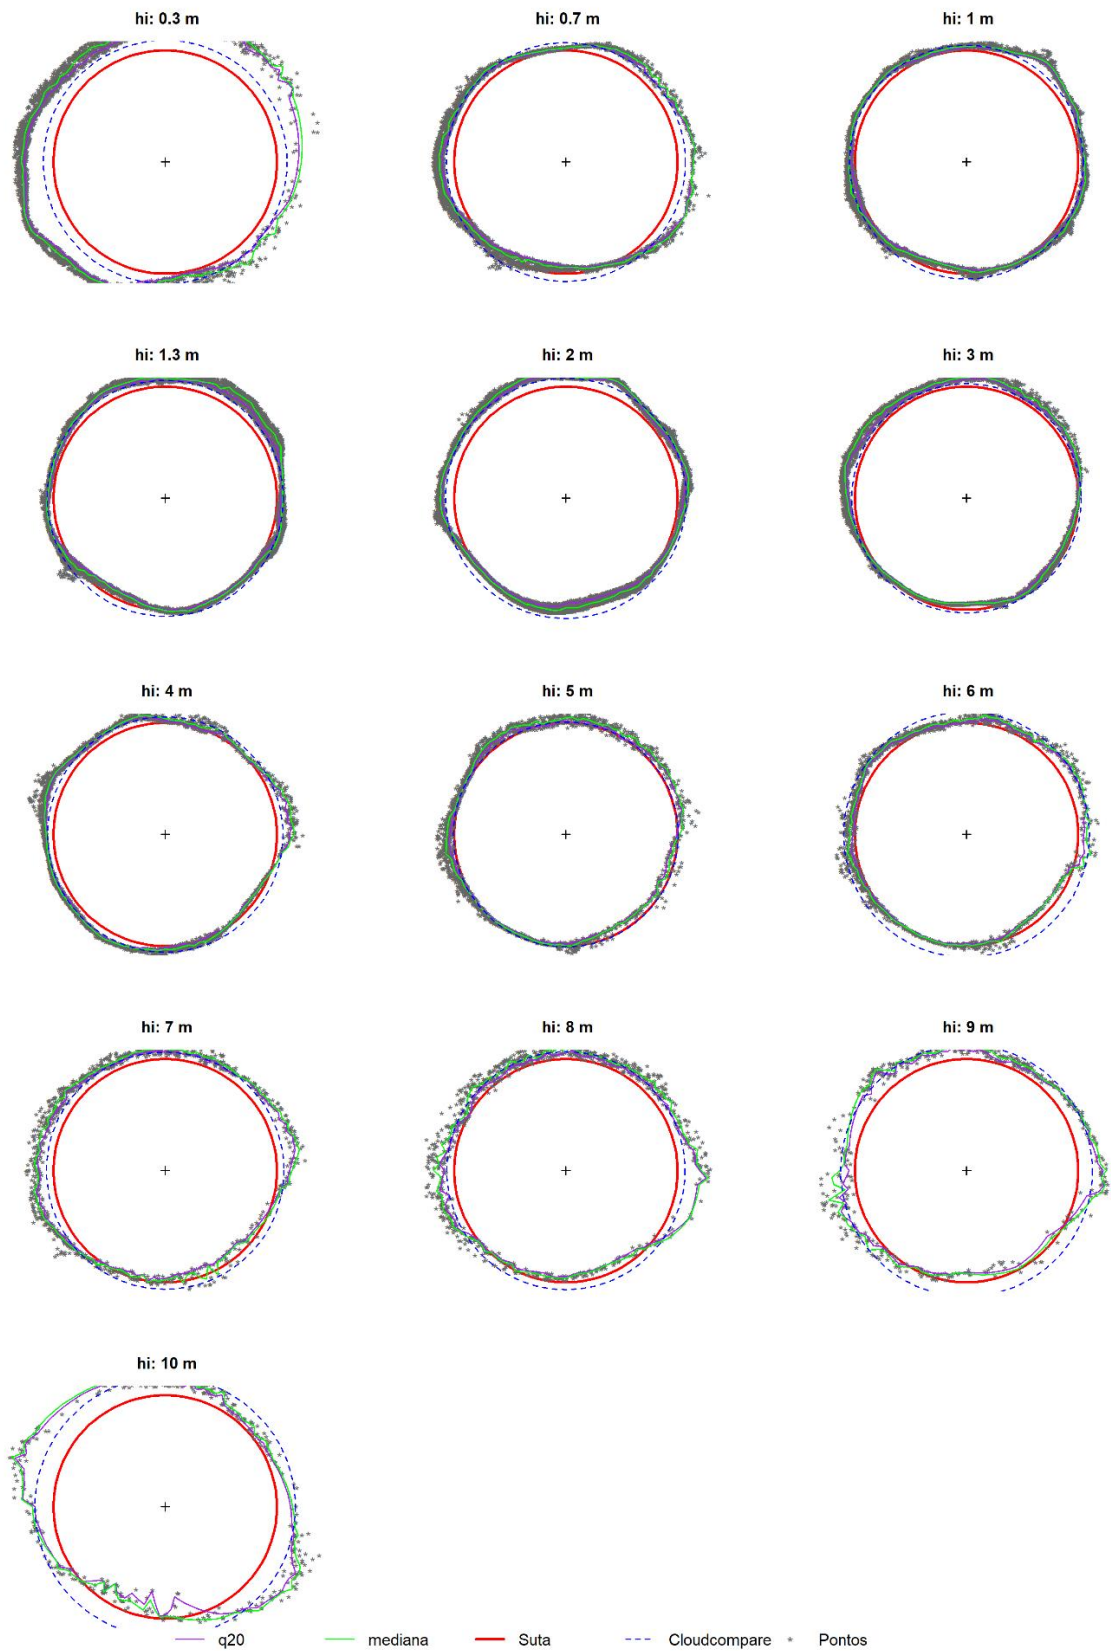 hi: 0.3 m
hi: 0.7 m
hi: 1 m
hi: 1.3 m
hi: 2 m
hi: 3 m
hi: 4 m
hi: 5 m
hi: 6 m
hi: 7 m
hi: 8 m
hi: 9 m
hi: 10 m
q20 mediana Suta Cloudcompare Pontos